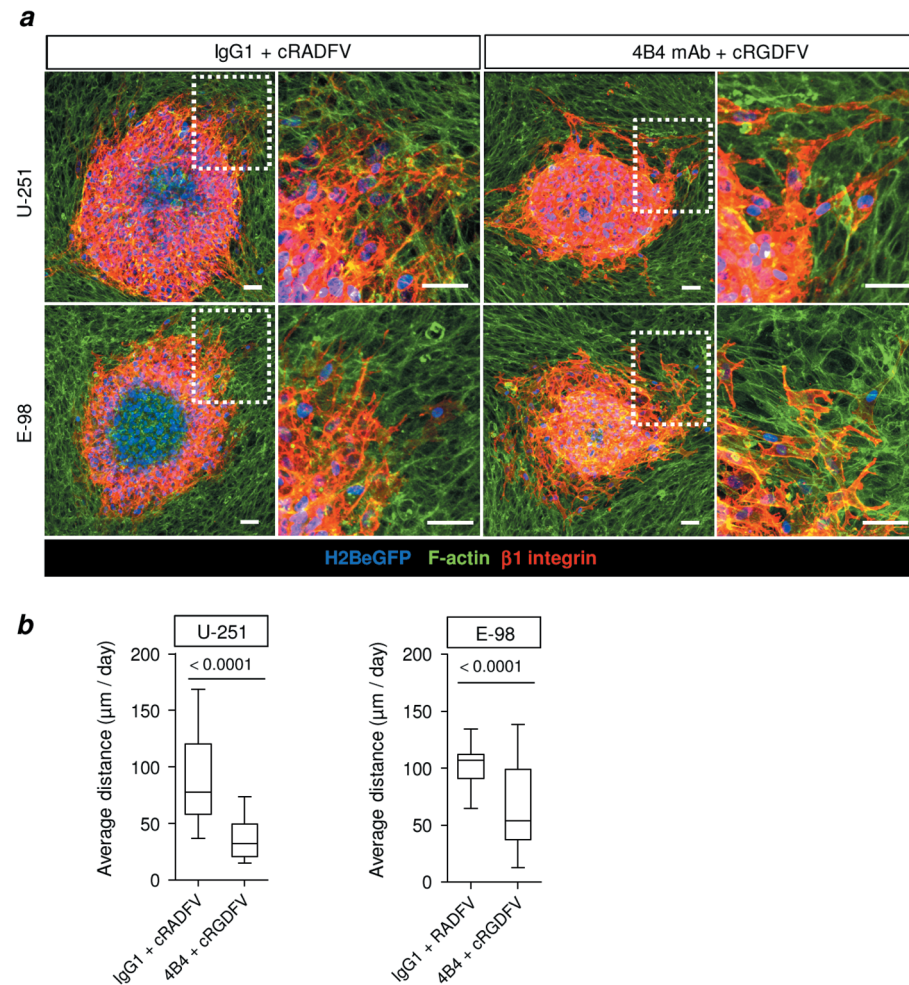 a
IgG1 + cRADFV
4B4 mAb + cRGDFV
U-251
E-98
H2BeGFP F-actin β1 integrin
b
U-251
Average distance (µm / day)
200
150
100
50
0
< 0.0001
IgG1 + cRADFV
4B4 + cRGDFV
E-98
Average distance (µm / day)
200
150
100
50
0
< 0.0001
IgG1 + RADFV
4B4 + cRGDFV